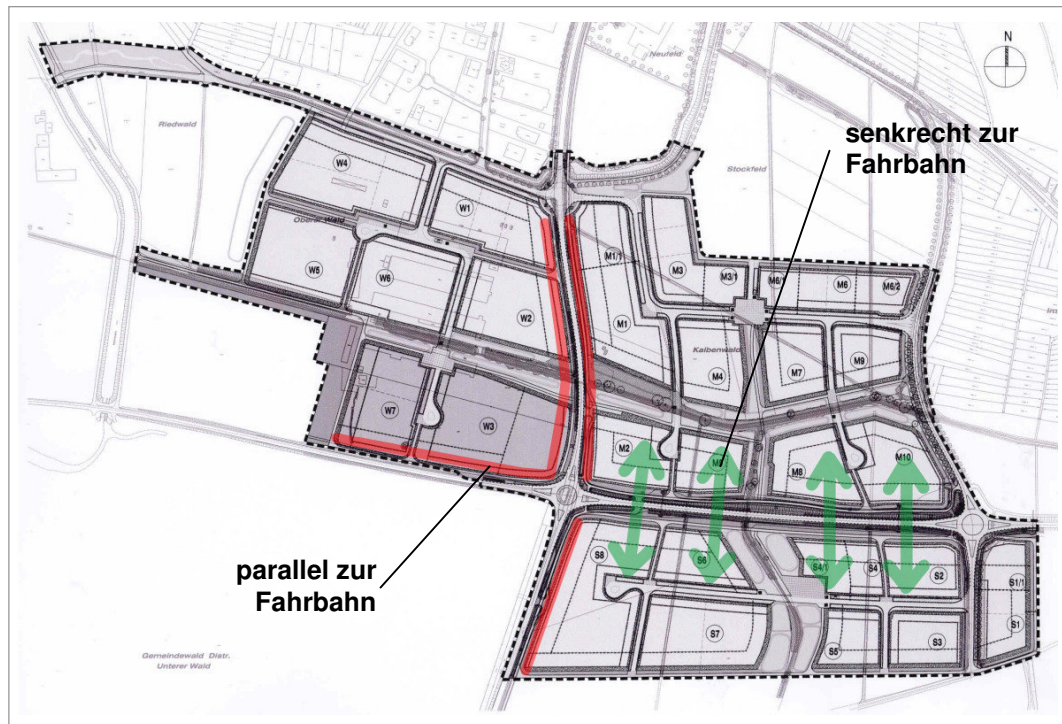 N
Neufeld
Riedwald
senkrecht zur
Fahrbahn
Stockfeld
W4
W1
Oberer Wald
M1/1
M3
M3/1
M6/1
M6
M6/2
W5
W6
W2
M1
Kalbenwald
M4
M7
M9
W7
W3
M2
M8
M10
parallel zur
Fahrbahn
S8
S6
S4/1
S4
S2
S1/1
S7
S5
S3
S1
Gemeindewald Distr.
Unterer Wald